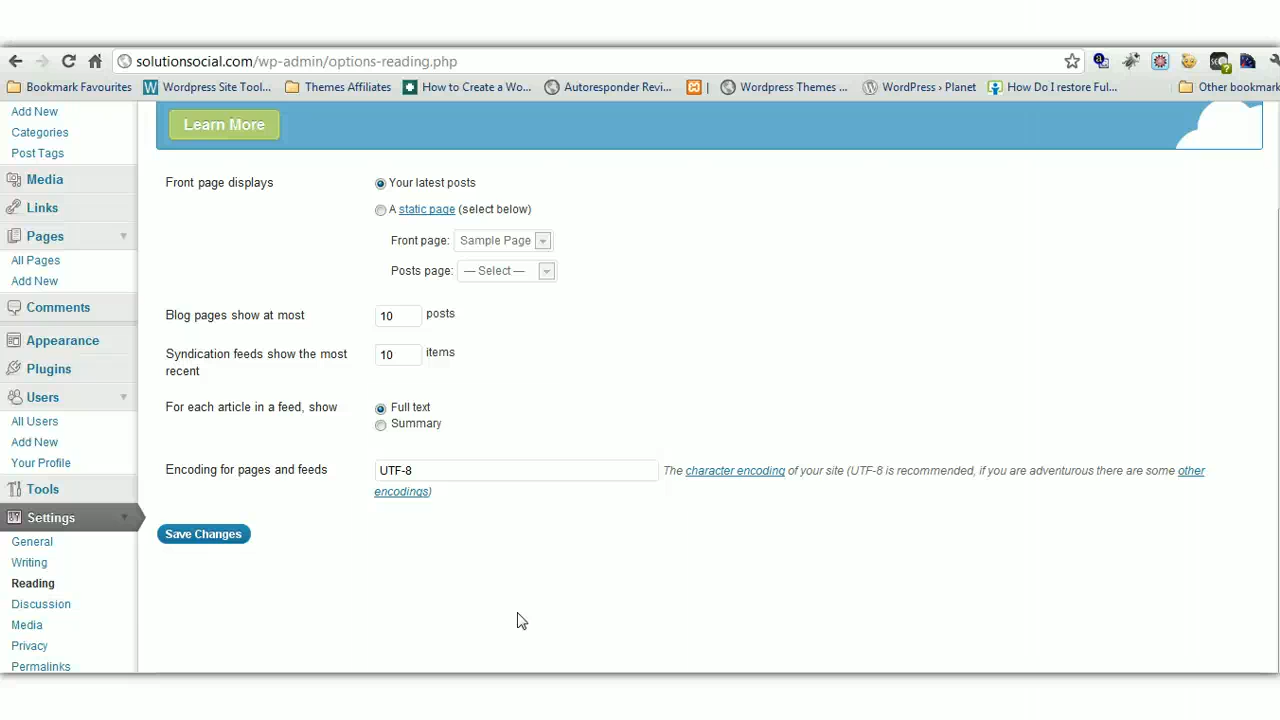 solutionsocial.com/wp-admin/options-reading.php
Bookmark Favourites
Wordpress Site Tool...
Themes Affiliates
How to Create a Wo...
Autoresponder Revi...
Wordpress Themes ...
WordPress › Planet
How Do I restore Ful...
Other bookmark
Add New
Categories
Post Tags
Media
Links
Pages
All Pages
Add New
Comments
Appearance
Plugins
Users
All Users
Add New
Your Profile
Tools
Settings
General
Writing
Reading
Discussion
Media
Privacy
Permalinks
Learn More
Front page displays
Your latest posts
A static page (select below)
Front page: Sample Page
Posts page: — Select —
Blog pages show at most 10 posts
Syndication feeds show the most
recent
10 items
For each article in a feed, show
Full text
Summary
Encoding for pages and feeds
UTF-8
The character encoding of your site (UTF-8 is recommended, if you are adventurous there are some other
encodings)
Save Changes